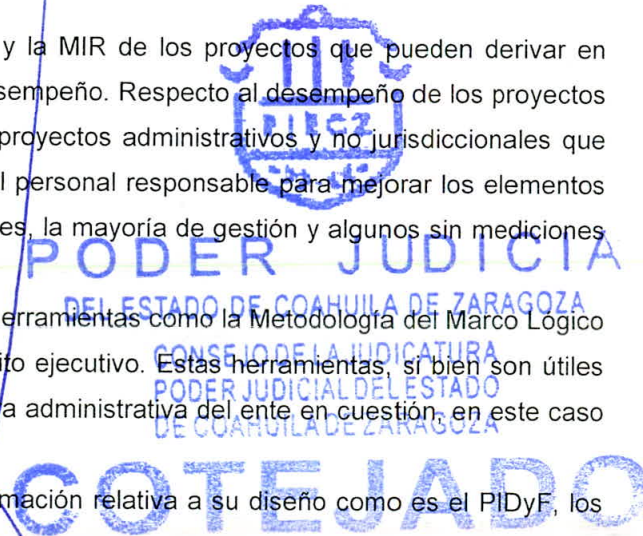 y la MIR de los proyectos que pueden derivar en
sempeño. Respecto al desempeño de los proyectos
proyectos administrativos y no jurisdiccionales que
l personal responsable para mejorar los elementos
es, la mayoría de gestión y algunos sin mediciones
PODER JUDICIA
DEL ESTADO DE COAHUILA DE ZARAGOZA
erramientas como la Metodología del Marco Lógico
CONSEJO DE LA JUDICATURA
ito ejecutivo. Estas herramientas, si bien son útiles
PODER JUDICIAL DEL ESTADO
a administrativa del ente en cuestión, en este caso
DE COAHUILA DE ZARAGOZA
COTEJADO
mación relativa a su diseño como es el PIDyF, los